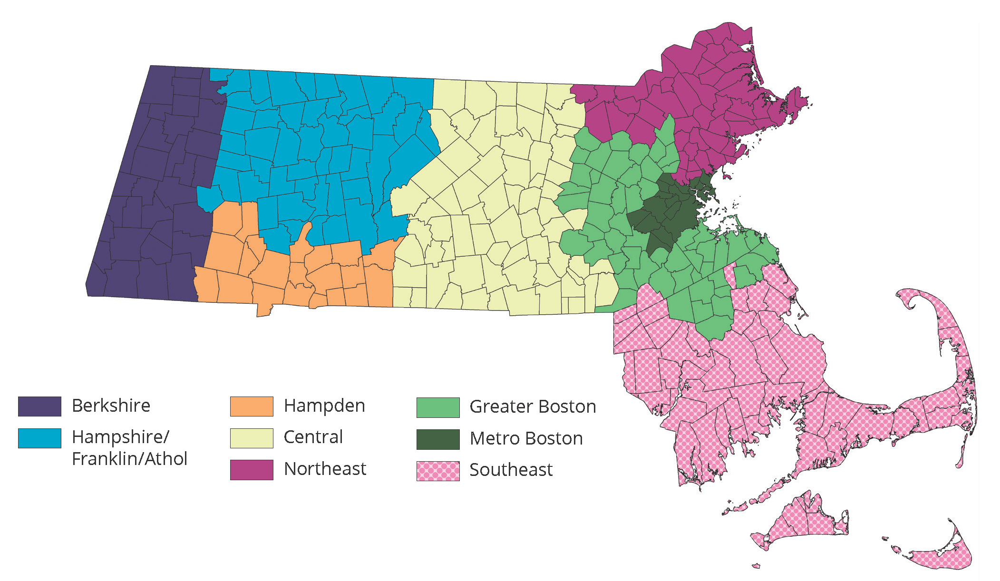 Berkshire
Hampshire/
Franklin/Athol
Hampden
Central
Northeast
Greater Boston
Metro Boston
Southeast